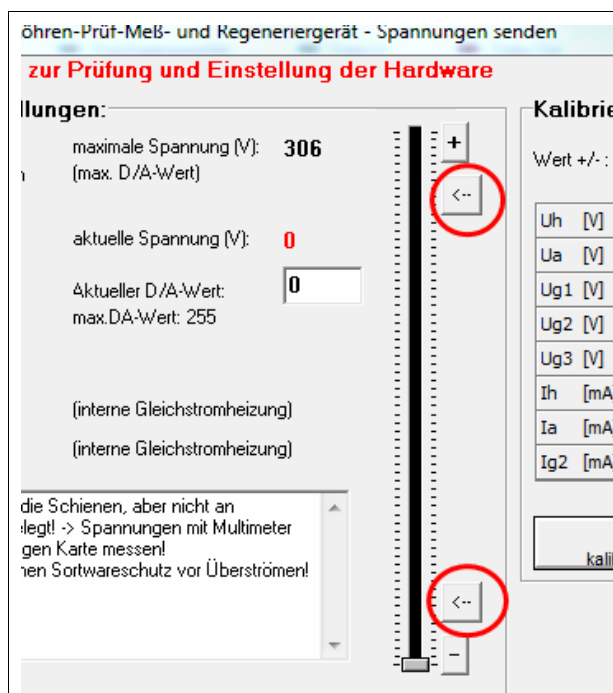 öhren-Prüf-Meß- und Regeneriergerät - Spannungen senden
zur Prüfung und Einstellung der Hardware
llungen:
maximale Spannung (V): 306
(max. D/A-Wert)
aktuelle Spannung (V): 0
Aktueller D/A-Wert: 0
max.DA-Wert: 255
(interne Gleichstromheizung)
(interne Gleichstromheizung)
die Schienen, aber nicht an
legt! -> Spannungen mit Multimeter
gen Karte messen!
nen Sortwareschutz vor Überströmen!
+
<--
<--
-
Kalibrie
Wert +/- :
Uh [V]
Ua [V]
Ug1 [V]
Ug2 [V]
Ug3 [V]
Ih [mA
Ia [mA
Ig2 [mA
kalil